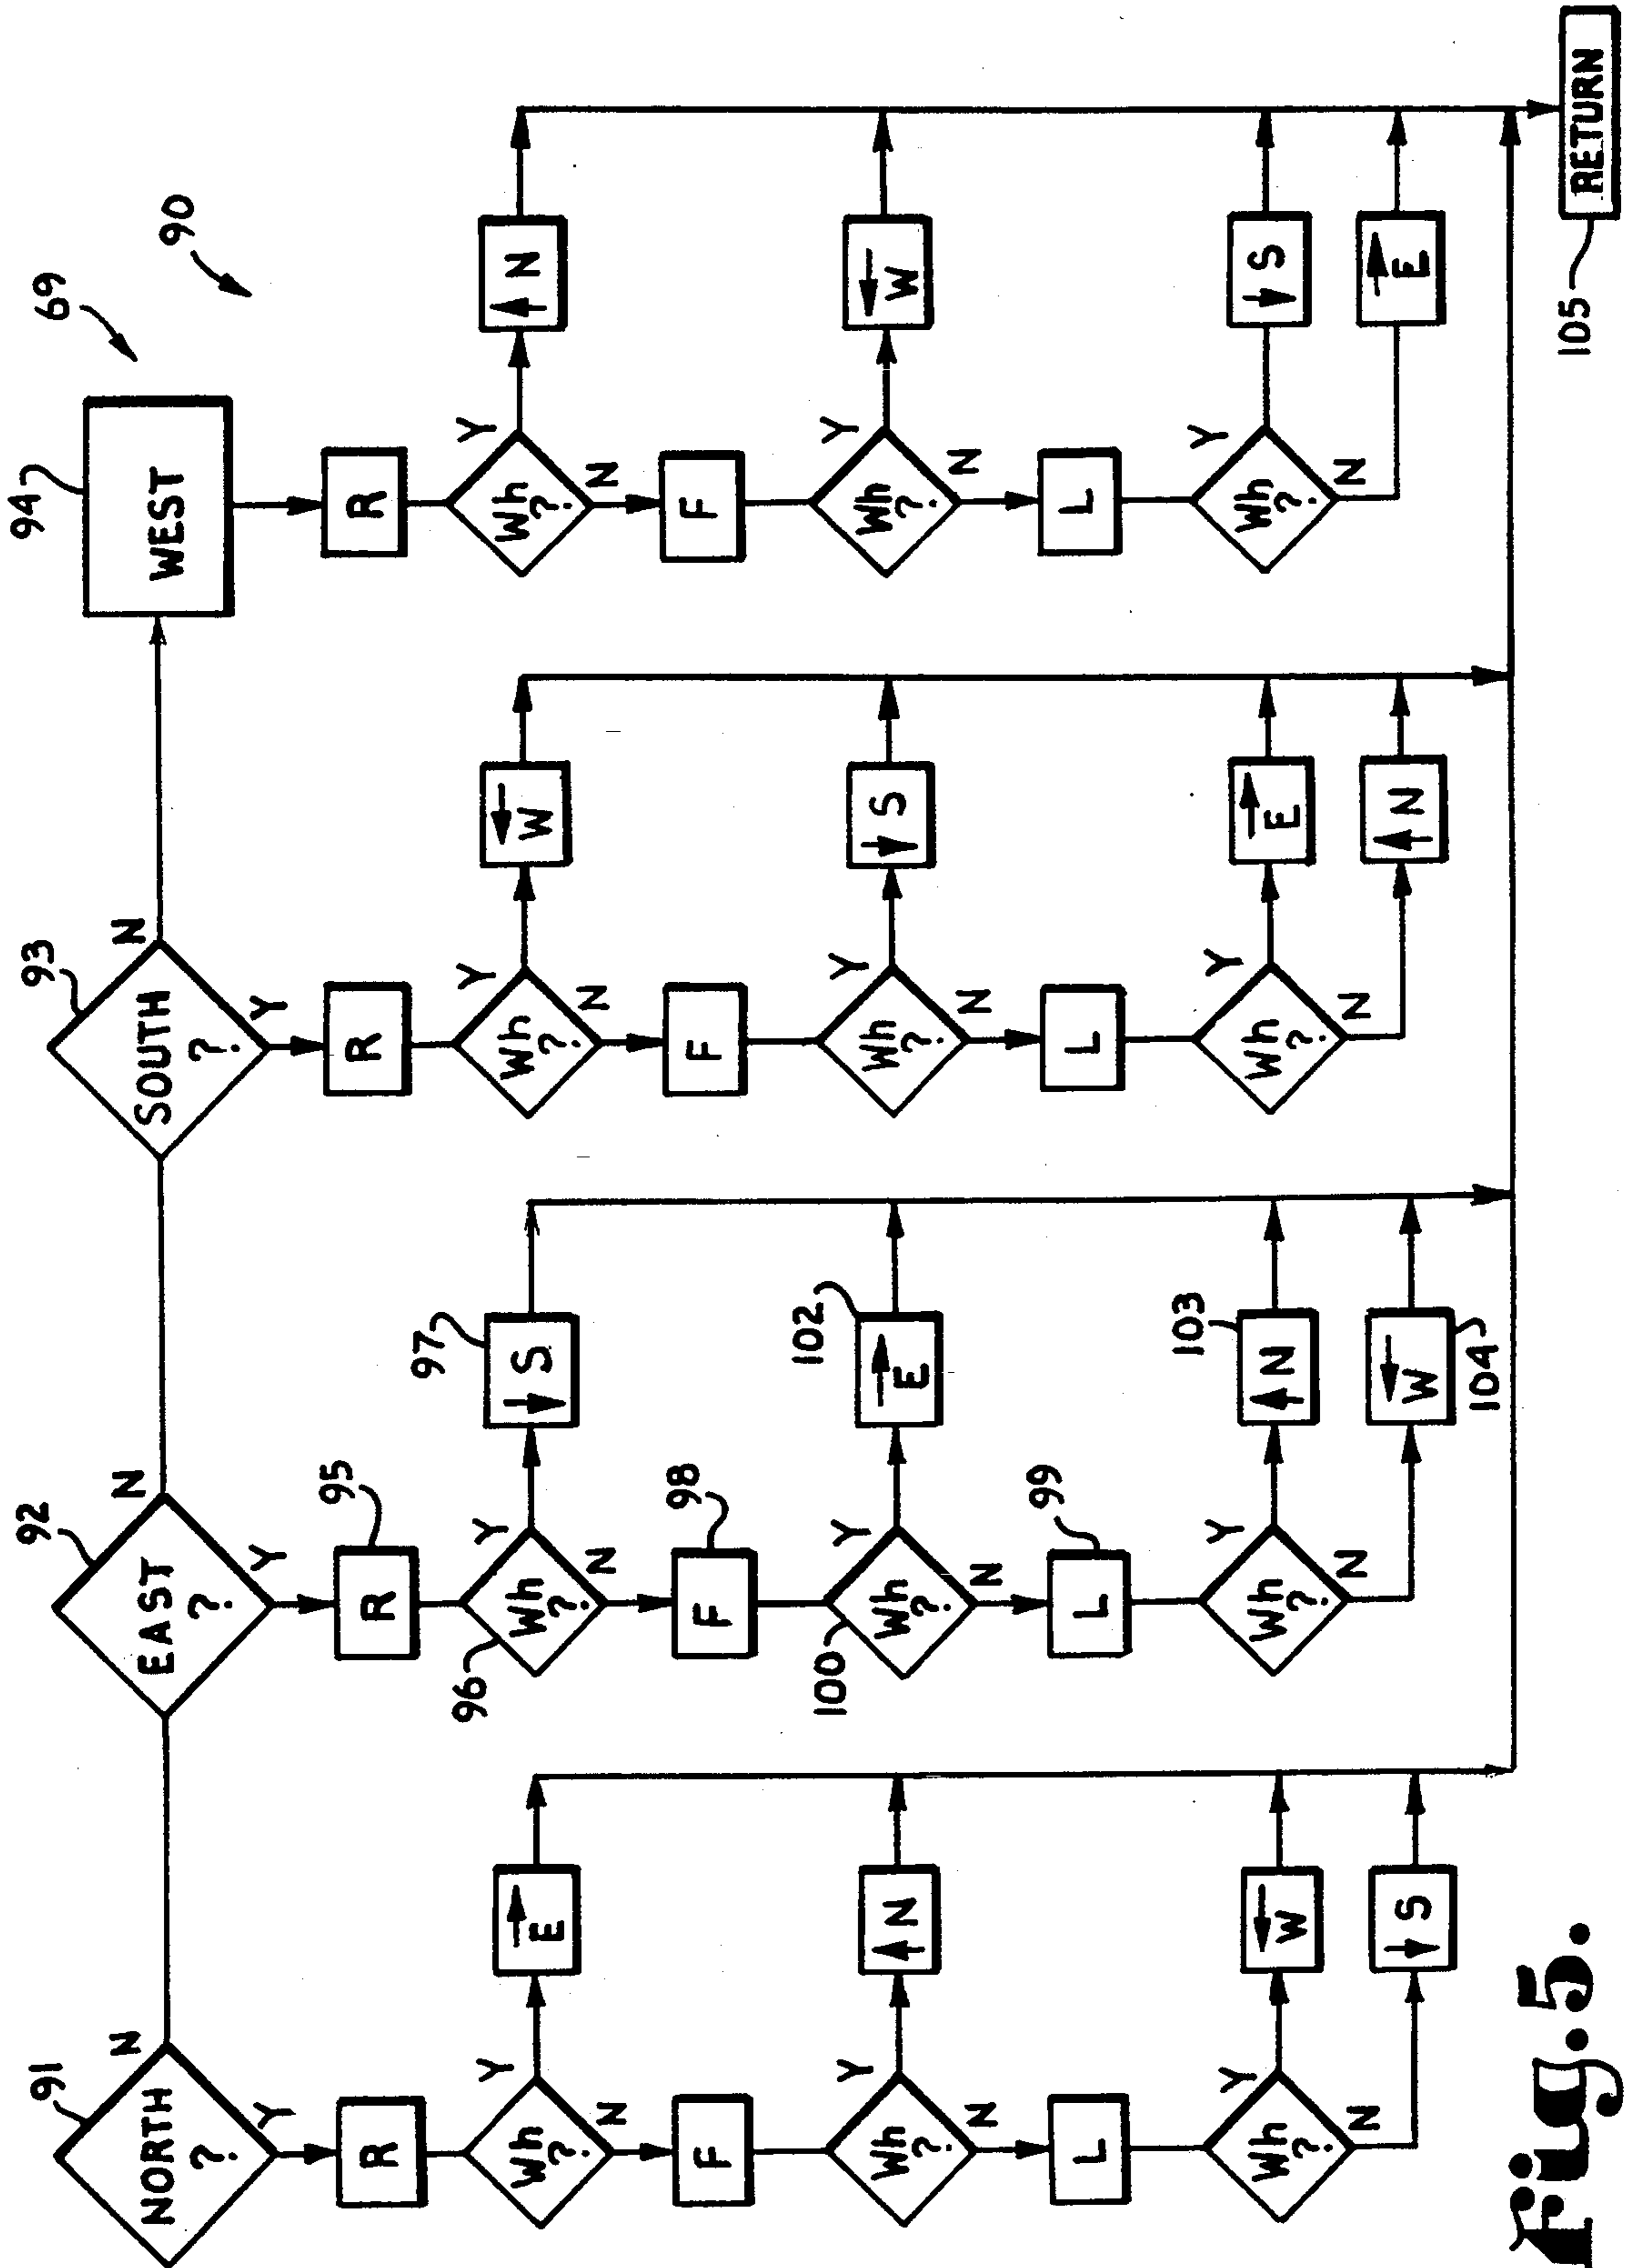 69
90
91
92
93
94
NORTH
?
N
Y
EAST
?
N
Y
SOUTH
?
N
Y
WEST
R
95
R
R
R
Wh
?
Y
N
E
96
Wh
?
Y
N
97
S
Wh
?
Y
N
W
Wh
?
Y
N
N
F
98
F
F
F
Wh
?
Y
N
N
100
Wh
?
Y
N
102
E
Wh
?
Y
N
S
Wh
?
Y
N
W
L
99
L
L
L
Wh
?
Y
N
W
Wh
?
Y
N
103
N
Wh
?
Y
N
E
Wh
?
Y
N
S
S
W
104
N
E
105
RETURN
fig.5.